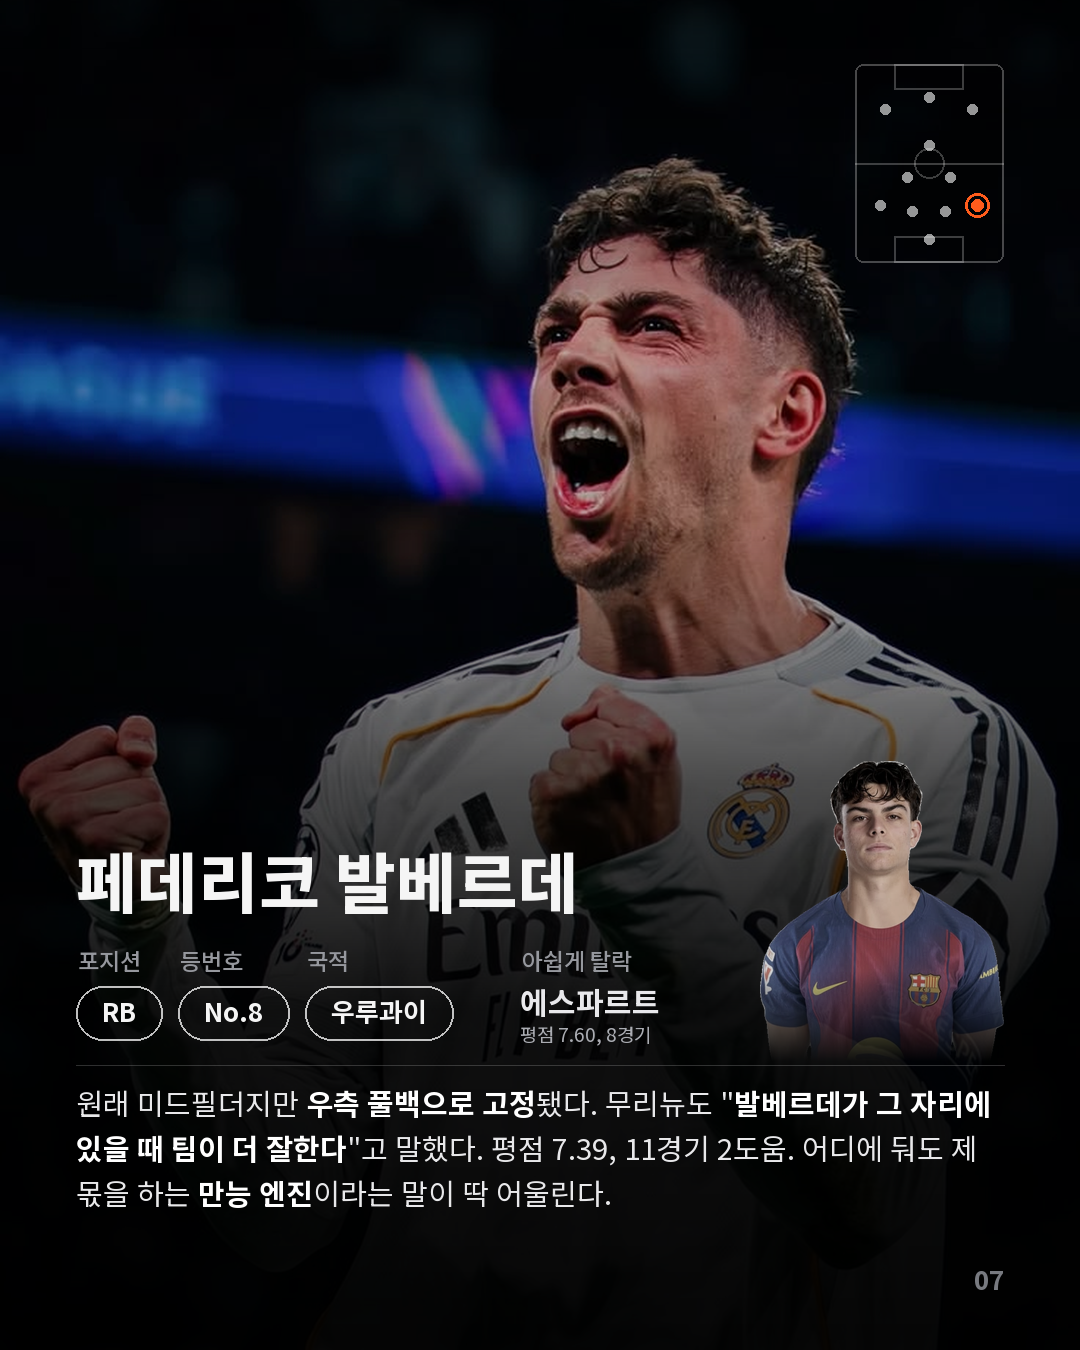 페데리코 발베르데
포지션 등번호 국적 아쉽게 탈락
RB No.8 우루과이 에스파르트
평점 7.60, 8경기
원래 미드필더지만 우측 풀백으로 고정됐다. 무리뉴도 "발베르데가 그 자리에
있을 때 팀이 더 잘한다"고 말했다. 평점 7.39, 11경기 2도움. 어디에 둬도 제
몫을 하는 만능 엔진이라는 말이 딱 어울린다.
07